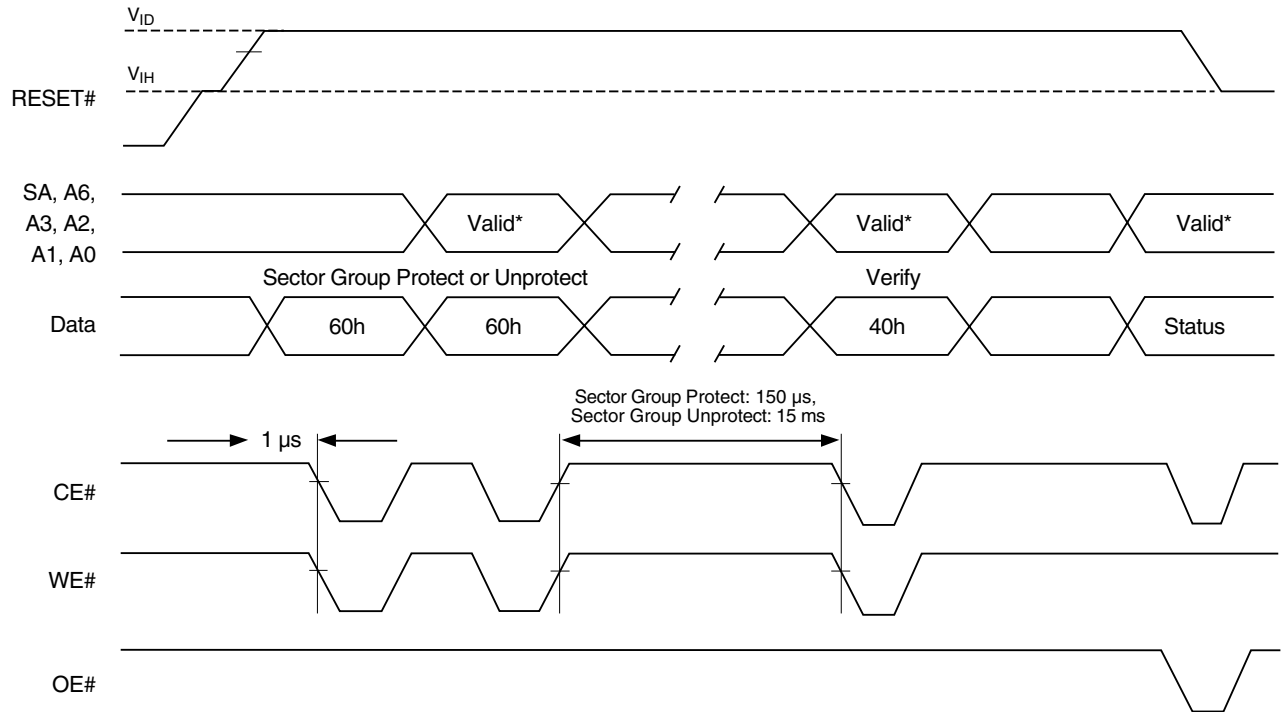 VID
VIH
RESET#
SA, A6,
A3, A2,
A1, A0
Valid*
Valid*
Valid*
Sector Group Protect or Unprotect
Verify
Data
60h
60h
40h
Status
Sector Group Protect: 150 µs,
Sector Group Unprotect: 15 ms
1 µs
CE#
WE#
OE#